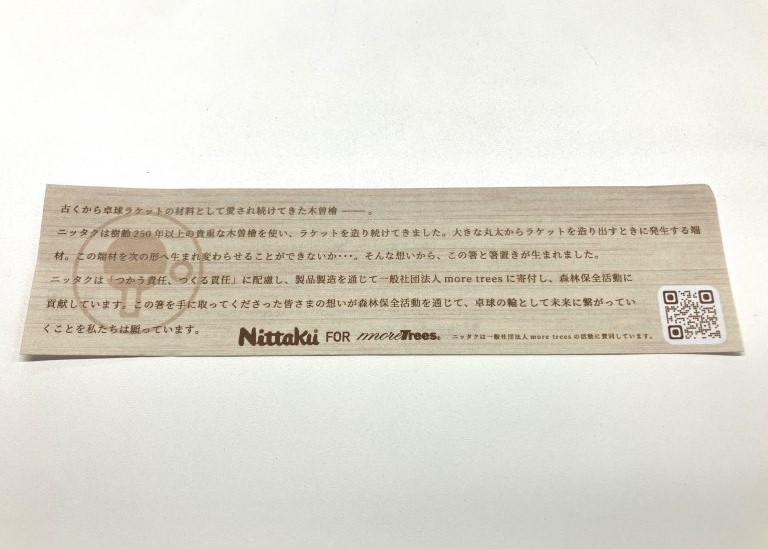 古くから卓球ラケットの材料として愛され続けてきた木曽檜 ――。
ニッタクは樹齢250年以上の貴重な木曽檜を使い、ラケットを造り続けてきました。大きな丸太からラケットを造り出すときに発生する端
材。この端材を次の形へ生まれ変わらせることができないか･･･。そんな想いから、この箸と箸置きが生まれました。
ニッタクは「つかう責任、つくる責任」に配慮し、製品製造を通じて一般社団法人 more trees に寄付し、森林保全活動に
貢献しています。この箸を手に取ってくださった皆さまの想いが森林保全活動を通じて、卓球の輪として未来に繋がってい
くことを私たちは願っています。
Nittaku FOR moreTrees. ニッタクは一般社団法人 more trees の活動に賛同しています。